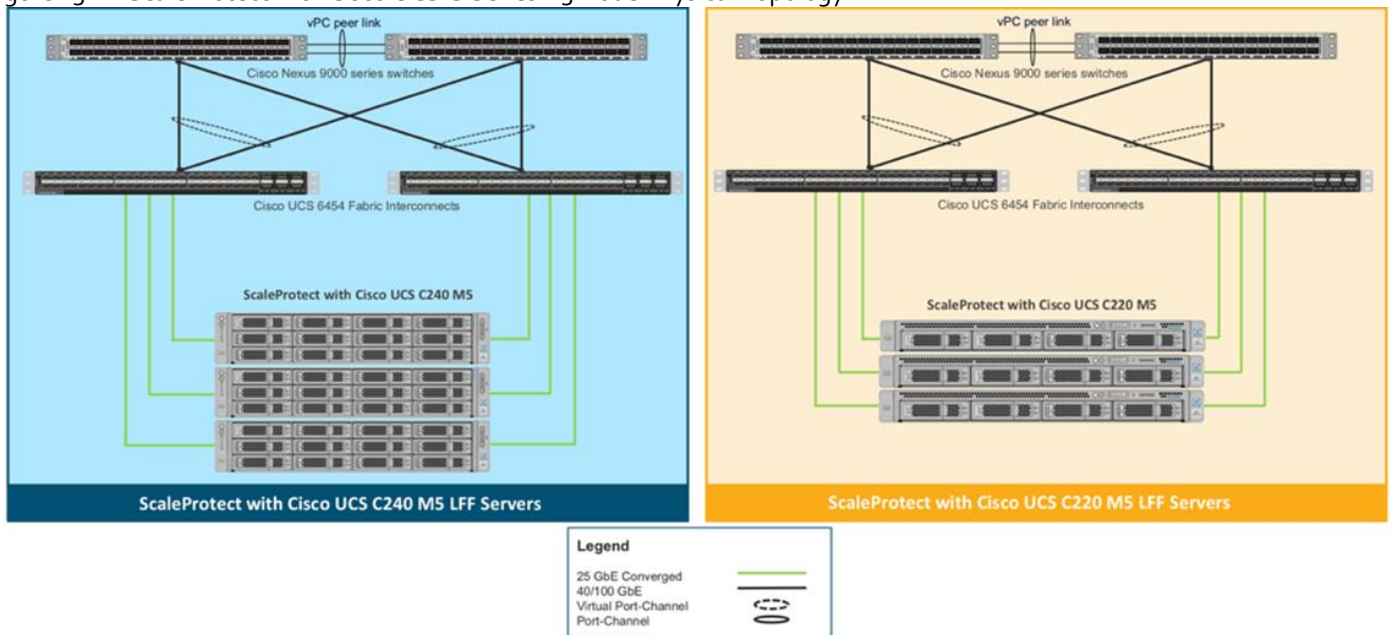 vPC peer link
Cisco Nexus 9000 series switches
Cisco UCS 6454 Fabric Interconnects
ScaleProtect with Cisco UCS C240 M5
ScaleProtect with Cisco UCS C240 M5 LFF Servers
vPC peer link
Cisco Nexus 9000 series switches
Cisco UCS 6454 Fabric Interconnects
ScaleProtect with Cisco UCS C220 M5
ScaleProtect with Cisco UCS C220 M5 LFF Servers
Legend
25 GbE Converged
40/100 GbE
Virtual Port-Channel
Port-Channel